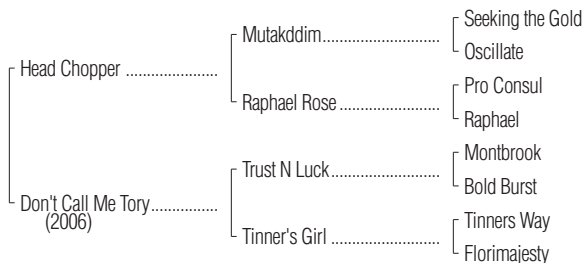 Seeking the Gold
Mutakddim..............................
Oscillate
Head Chopper .......................
Pro Consul
Raphael Rose ..........................
Raphael
Montbrook
Trust N Luck............................
Bold Burst
Don't Call Me Tory.................
(2006)
Tinners Way
Tinner's Girl ............................
Florimajesty